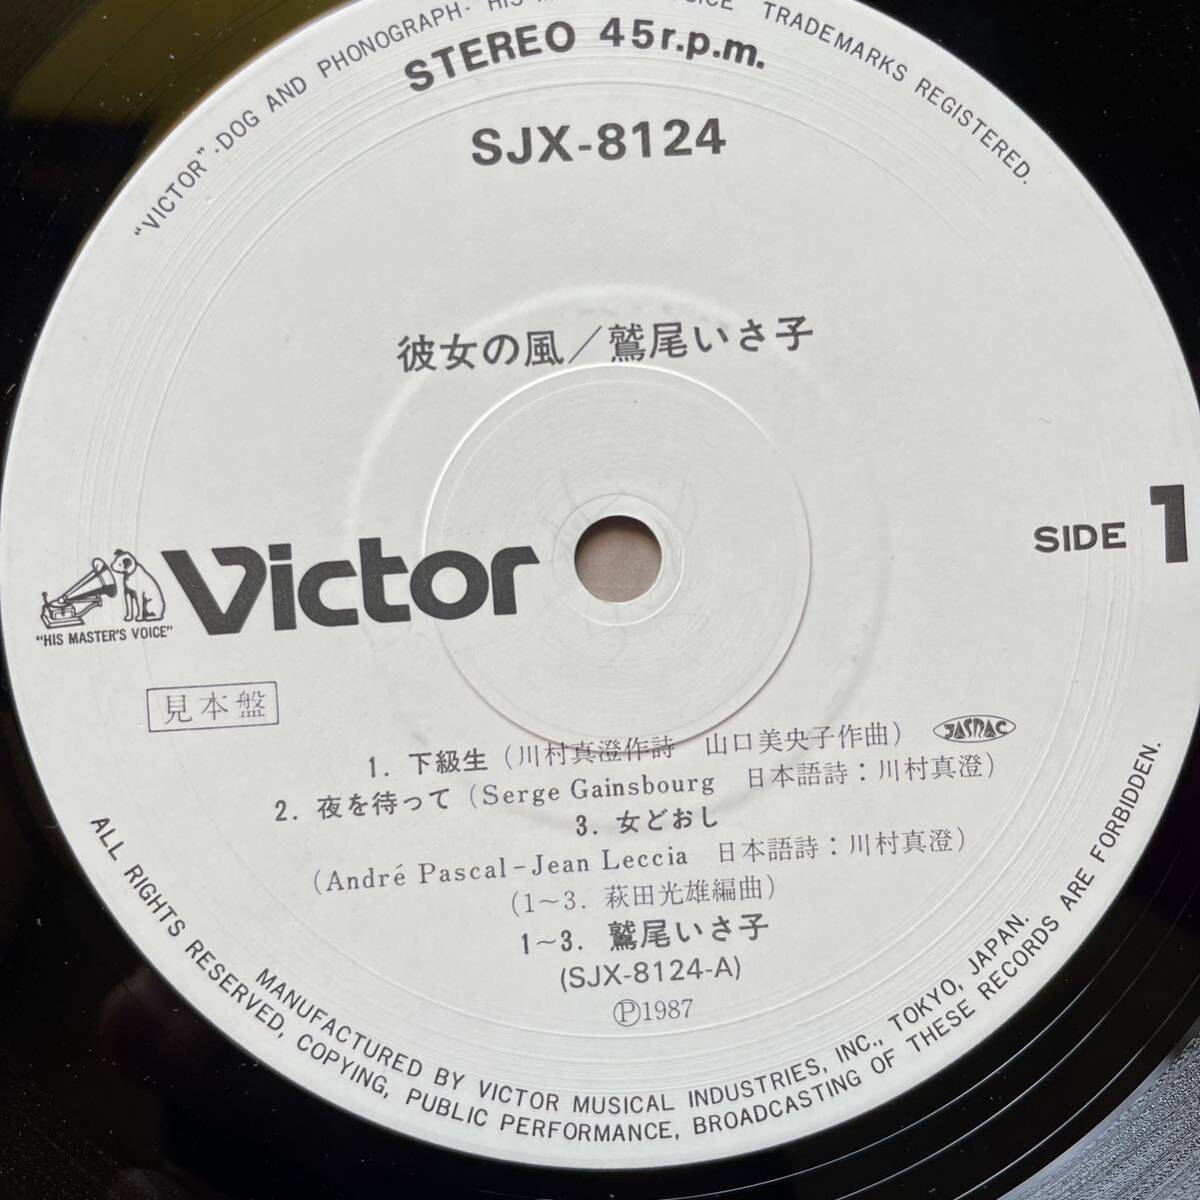 "VICTOR"-DOG AND PHONOGRAPH-"HIS MASTER'S VOICE" TRADEMARKS REGISTERED.
STEREO 45r.p.m.
SJX-8124
彼女の風／鷲尾いさ子
SIDE 1
Victor
"HIS MASTER'S VOICE"
見本盤
1. 下級生（川村真澄作詩 山口美央子作曲） JASRAC
2. 夜を待って（Serge Gainsbourg 日本語詩：川村真澄）
3. 女どおし
（André Pascal-Jean Leccia 日本語詩：川村真澄）
（1～3. 萩田光雄編曲）
1～3. 鷲尾いさ子
(SJX-8124-A)
Ⓟ1987
MANUFACTURED BY VICTOR MUSICAL INDUSTRIES, INC., TOKYO, JAPAN.
ALL RIGHTS RESERVED, COPYING, PUBLIC PERFORMANCE, BROADCASTING OF THESE RECORDS ARE FORBIDDEN.